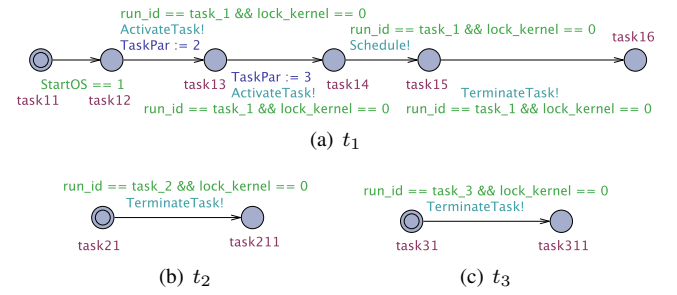 run_id == task_1 && lock_kernel == 0
ActivateTask!
TaskPar := 2
run_id == task_1 && lock_kernel == 0
Schedule!
task16
StartOS == 1
task11
task12
task13
TaskPar := 3
ActivateTask!
run_id == task_1 && lock_kernel == 0
task14
task15
TerminateTask!
run_id == task_1 && lock_kernel == 0
(a) t1
run_id == task_2 && lock_kernel == 0
TerminateTask!
task21
task211
(b) t2
run_id == task_3 && lock_kernel == 0
TerminateTask!
task31
task311
(c) t3